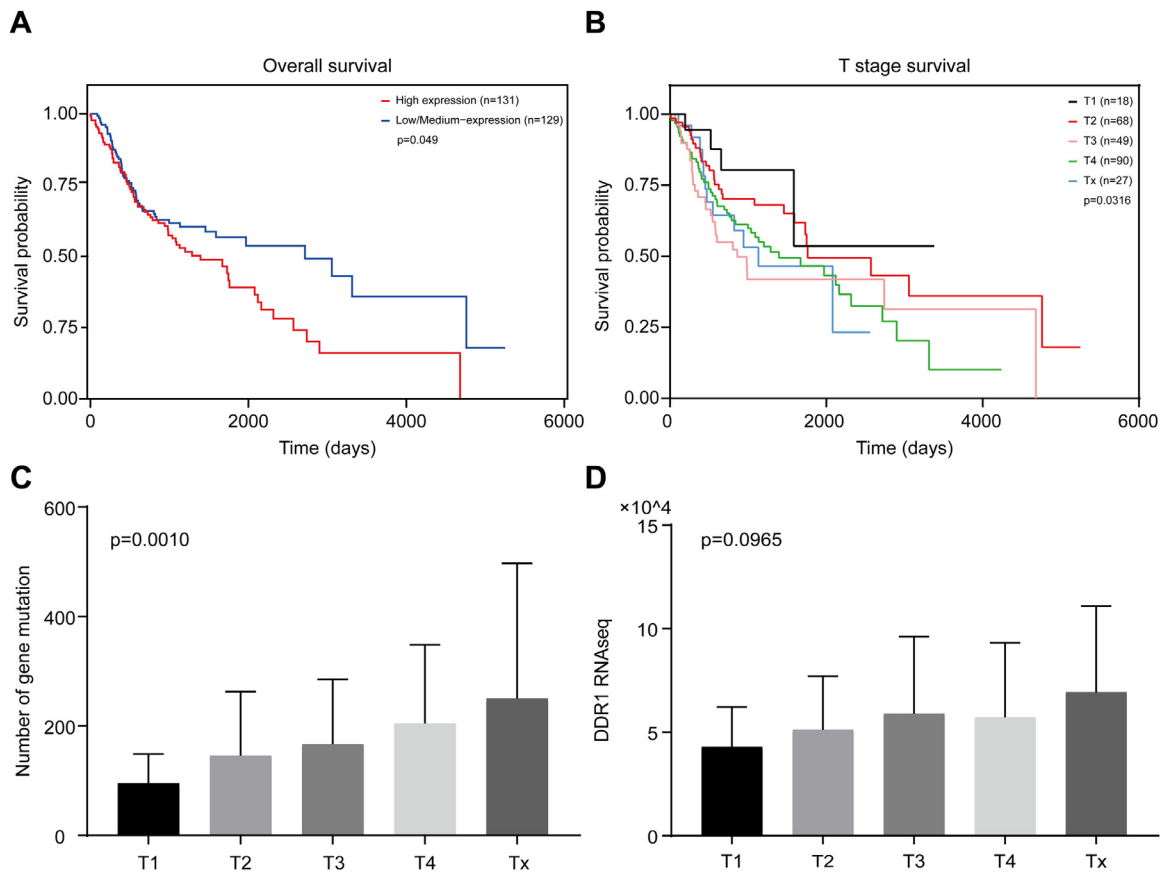 A
Overall survival
High expression (n=131)
Low/Medium−expression (n=129)
p=0.049
1.00
0.75
0.50
0.75
0.00
Survival probability
0
2000
4000
6000
Time (days)
B
T stage survival
T1 (n=18)
T2 (n=68)
T3 (n=49)
T4 (n=90)
Tx (n=27)
p=0.0316
1.00
0.75
0.50
0.25
0.00
Survival probability
0
2000
4000
6000
Time (days)
C
p=0.0010
600
400
200
0
Number of gene mutation
T1
T2
T3
T4
Tx
D
×10^4
p=0.0965
15
10
5
0
DDR1 RNAseq
T1
T2
T3
T4
Tx